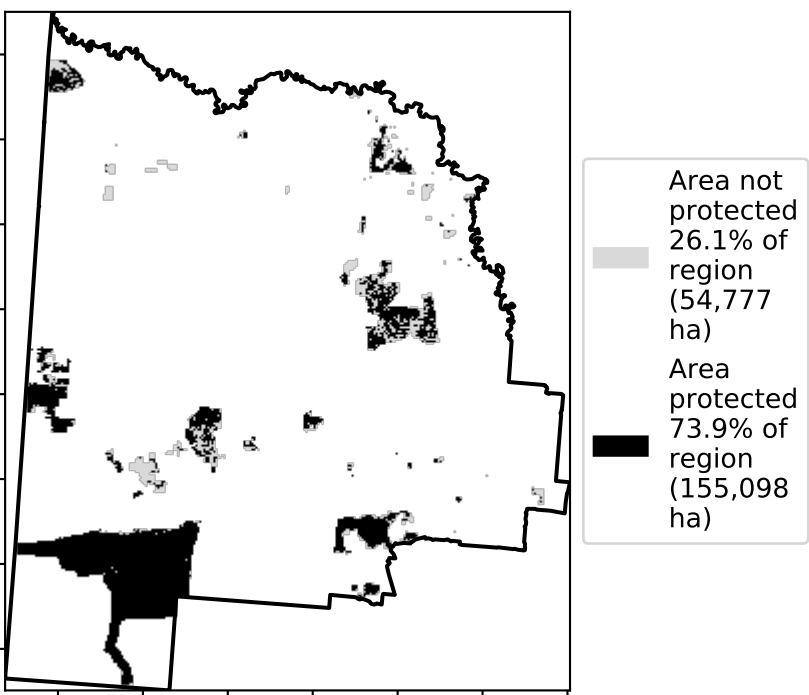 Area not
protected
26.1% of
region
(54,777
ha)
Area
protected
73.9% of
region
(155,098
ha)